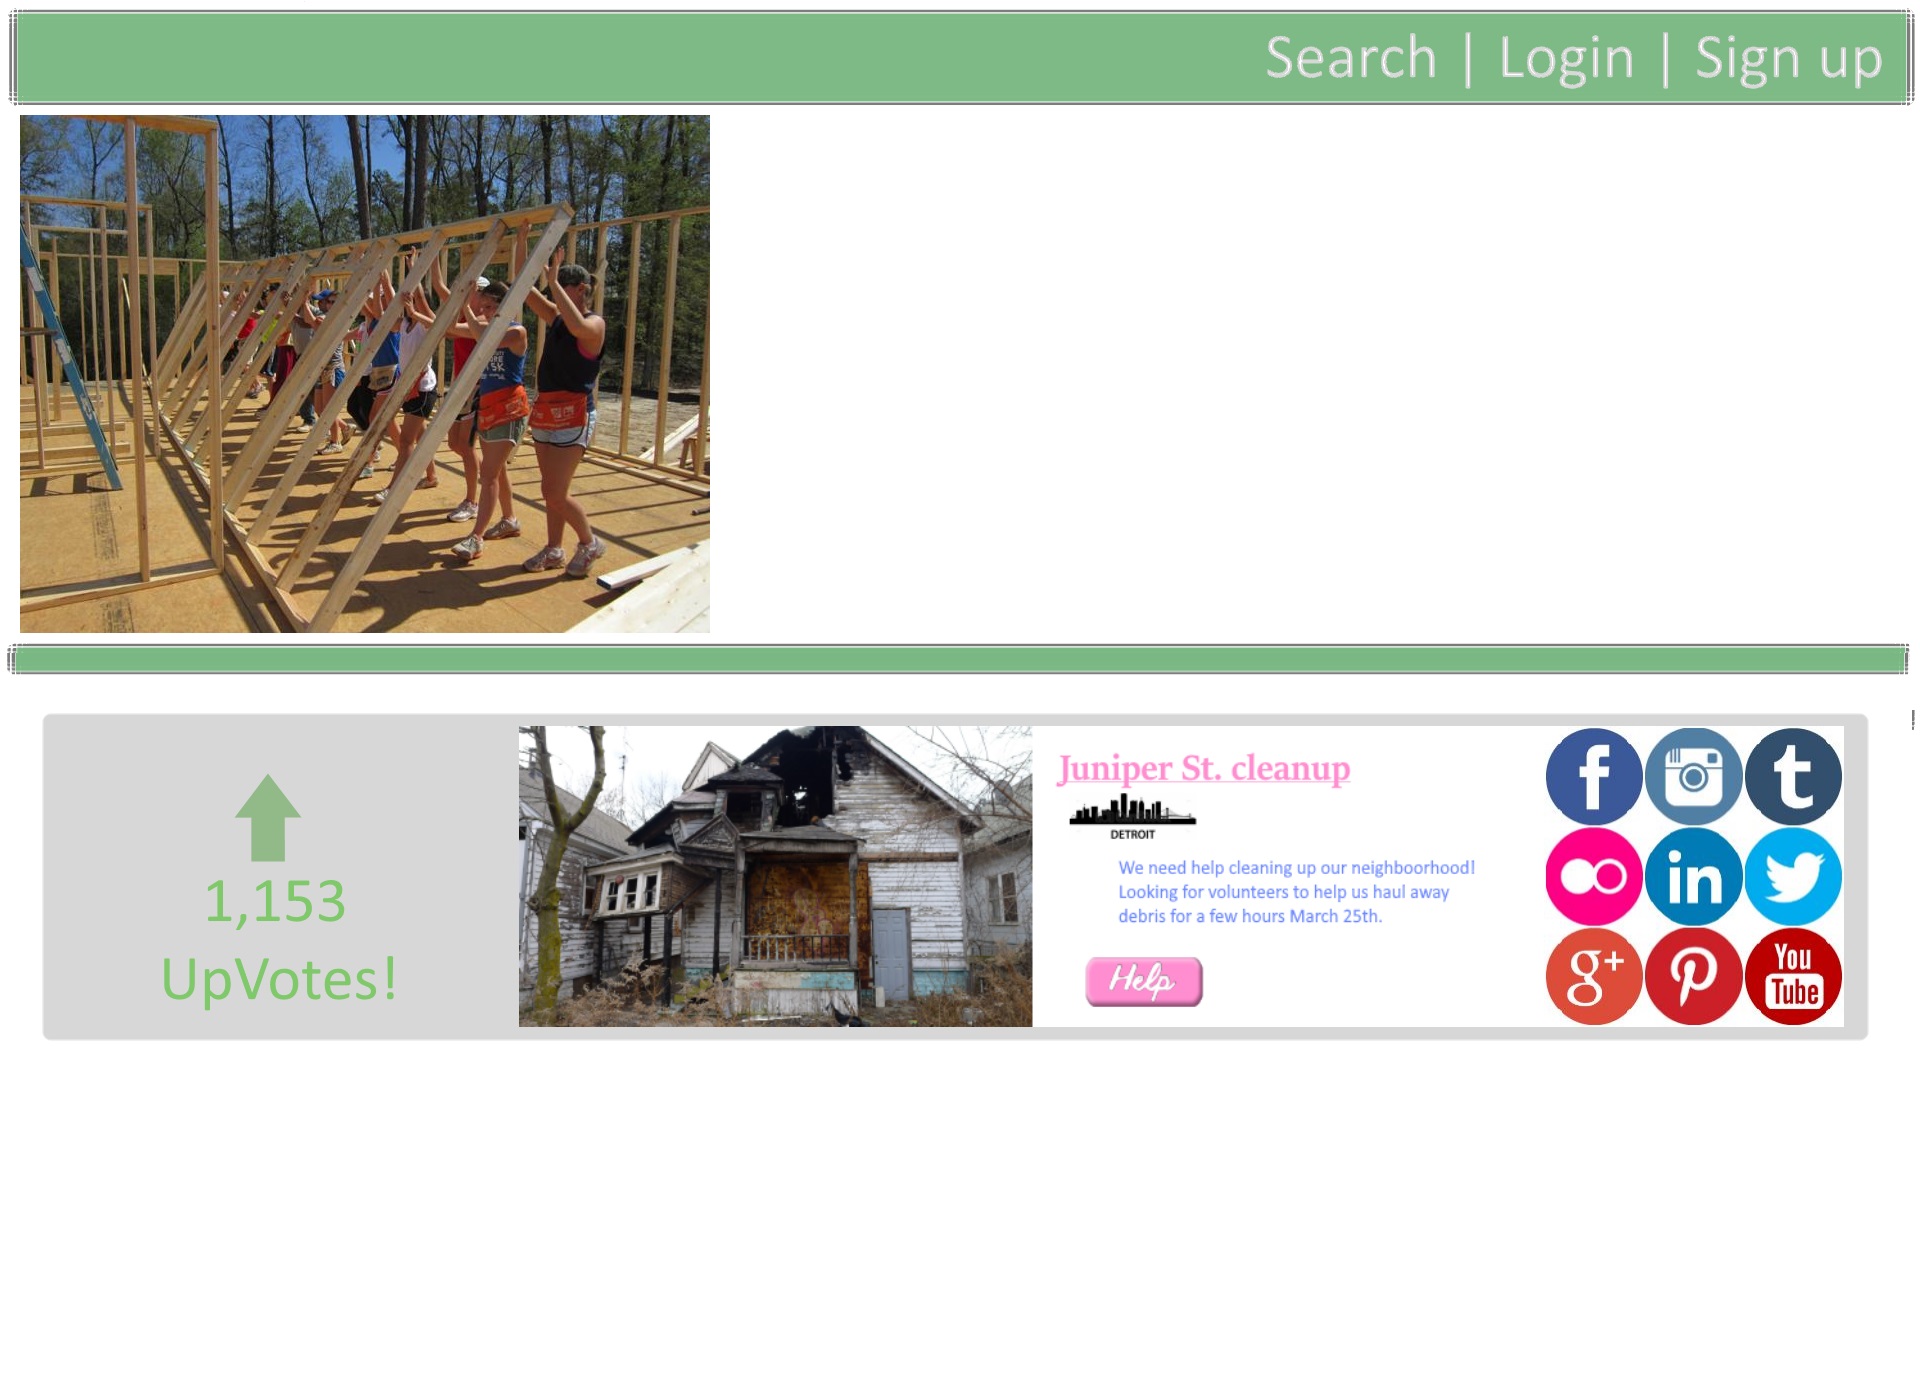 Search | Login | Sign up
1,153
UpVotes!
Juniper St. cleanup
DETROIT
We need help cleaning up our neighboorhood!
Looking for volunteers to help us haul away
debris for a few hours March 25th.
Help
f
t
in
g+
You
Tube